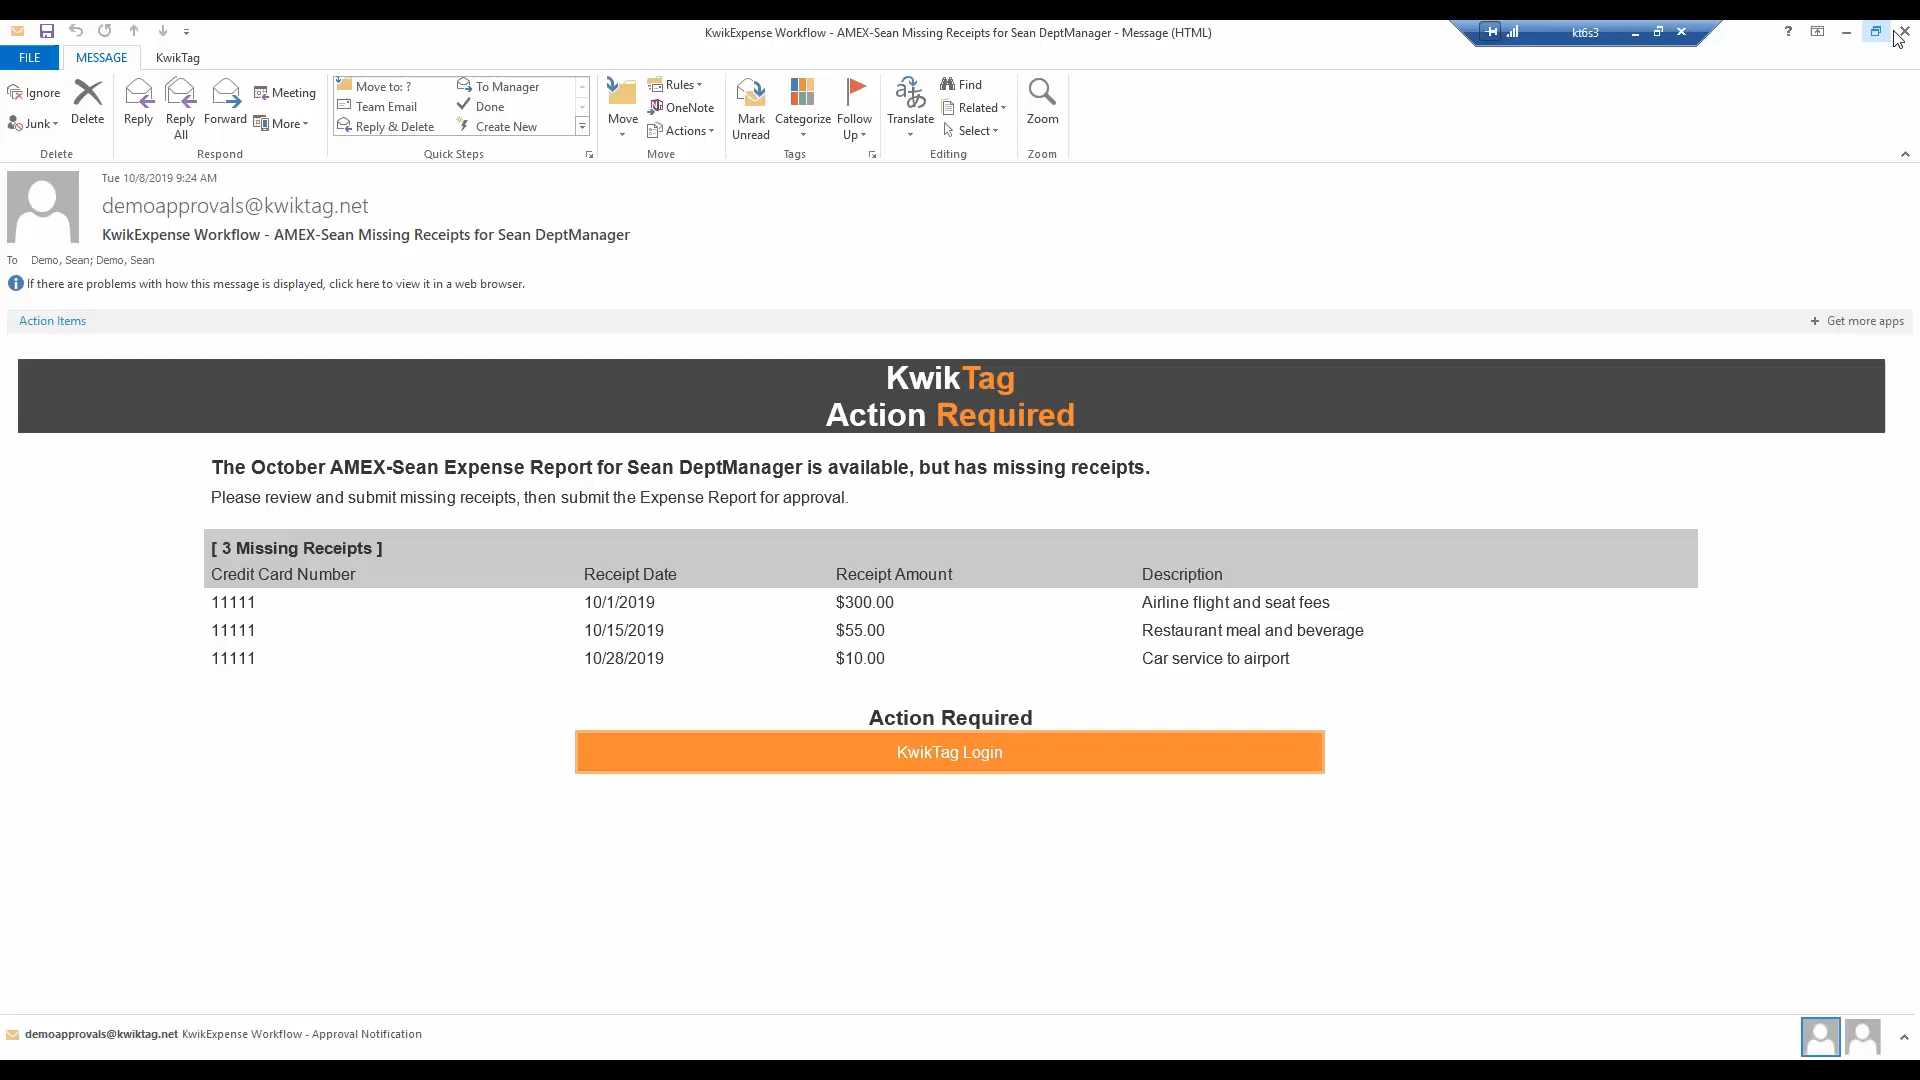 KwikExpense Workflow - AMEX-Sean Missing Receipts for Sean DeptManager - Message (HTML)
kt6s3
?
FILE
MESSAGE
KwikTag
Ignore
Junk
Delete
Delete
Reply
Reply All
Forward
Meeting
More
Respond
Move to: ?
Team Email
Reply & Delete
To Manager
Done
Create New
Quick Steps
Move
Rules
OneNote
Actions
Move
Mark Unread
Categorize
Follow Up
Tags
Translate
Find
Related
Select
Editing
Zoom
Zoom
Tue 10/8/2019 9:24 AM
demoapprovals@kwiktag.net
KwikExpense Workflow - AMEX-Sean Missing Receipts for Sean DeptManager
To Demo, Sean; Demo, Sean
If there are problems with how this message is displayed, click here to view it in a web browser.
Action Items
+ Get more apps
KwikTag
Action Required
The October AMEX-Sean Expense Report for Sean DeptManager is available, but has missing receipts.
Please review and submit missing receipts, then submit the Expense Report for approval.
[ 3 Missing Receipts ]
Credit Card Number Receipt Date Receipt Amount Description
11111 10/1/2019 $300.00 Airline flight and seat fees
11111 10/15/2019 $55.00 Restaurant meal and beverage
11111 10/28/2019 $10.00 Car service to airport
Action Required
KwikTag Login
demoapprovals@kwiktag.net KwikExpense Workflow - Approval Notification